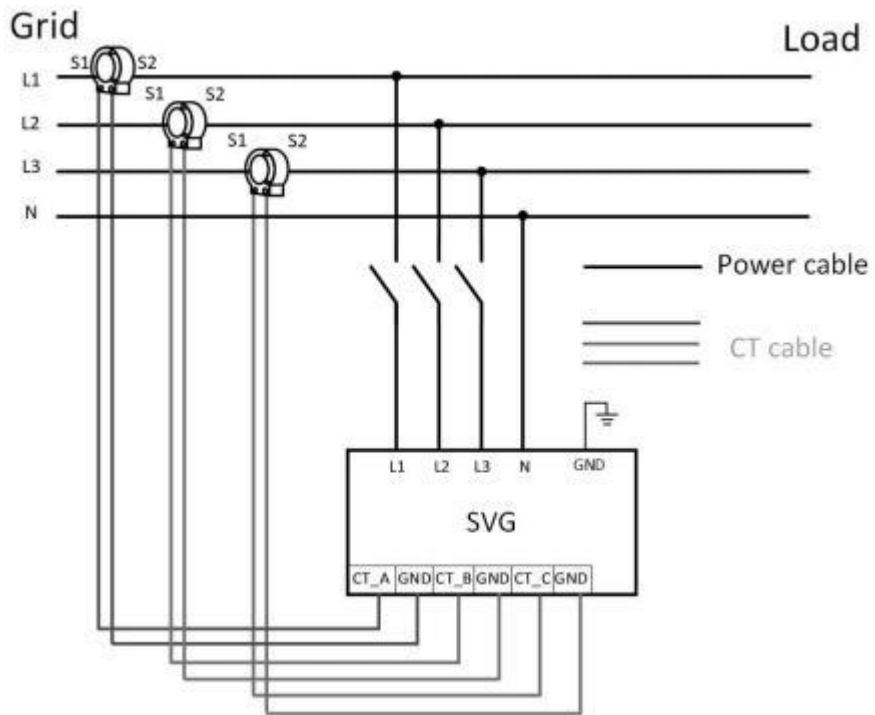 Grid
Load
S1 S2
L1
S1 S2
L2
S1 S2
L3
N
Power cable
CT cable
L1 L2 L3 N GND
SVG
CT_A GND CT_B GND CT_C GND